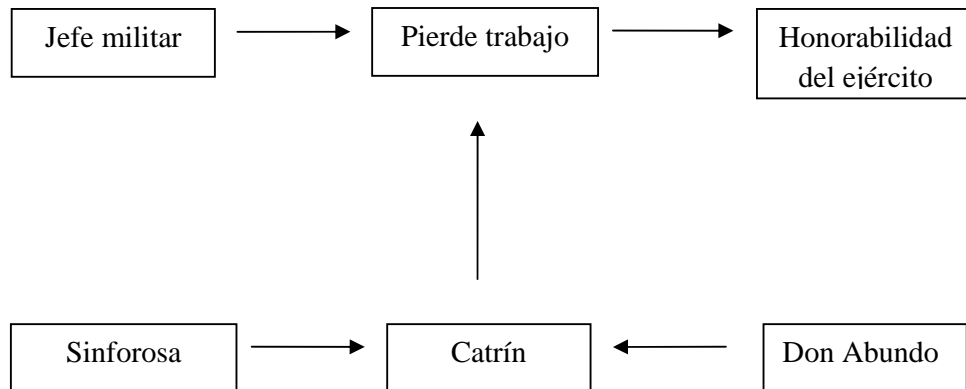 Jefe militar
Pierde trabajo
Honorabilidad
del ejército
Sinforosa
Catrín
Don Abundo